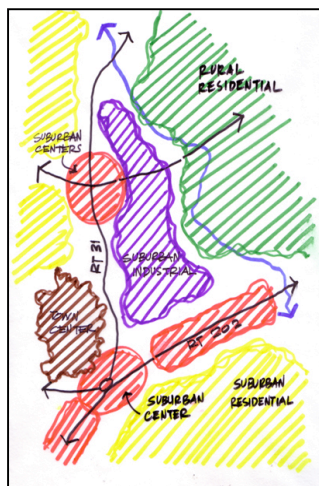 RURAL
RESIDENTIAL
SUBURBAN
CENTERS
RT 31
SUBURBAN
INDUSTRIAL
TOWN
CENTER
RT 202
SUBURBAN
CENTER
SUBURBAN
RESIDENTIAL